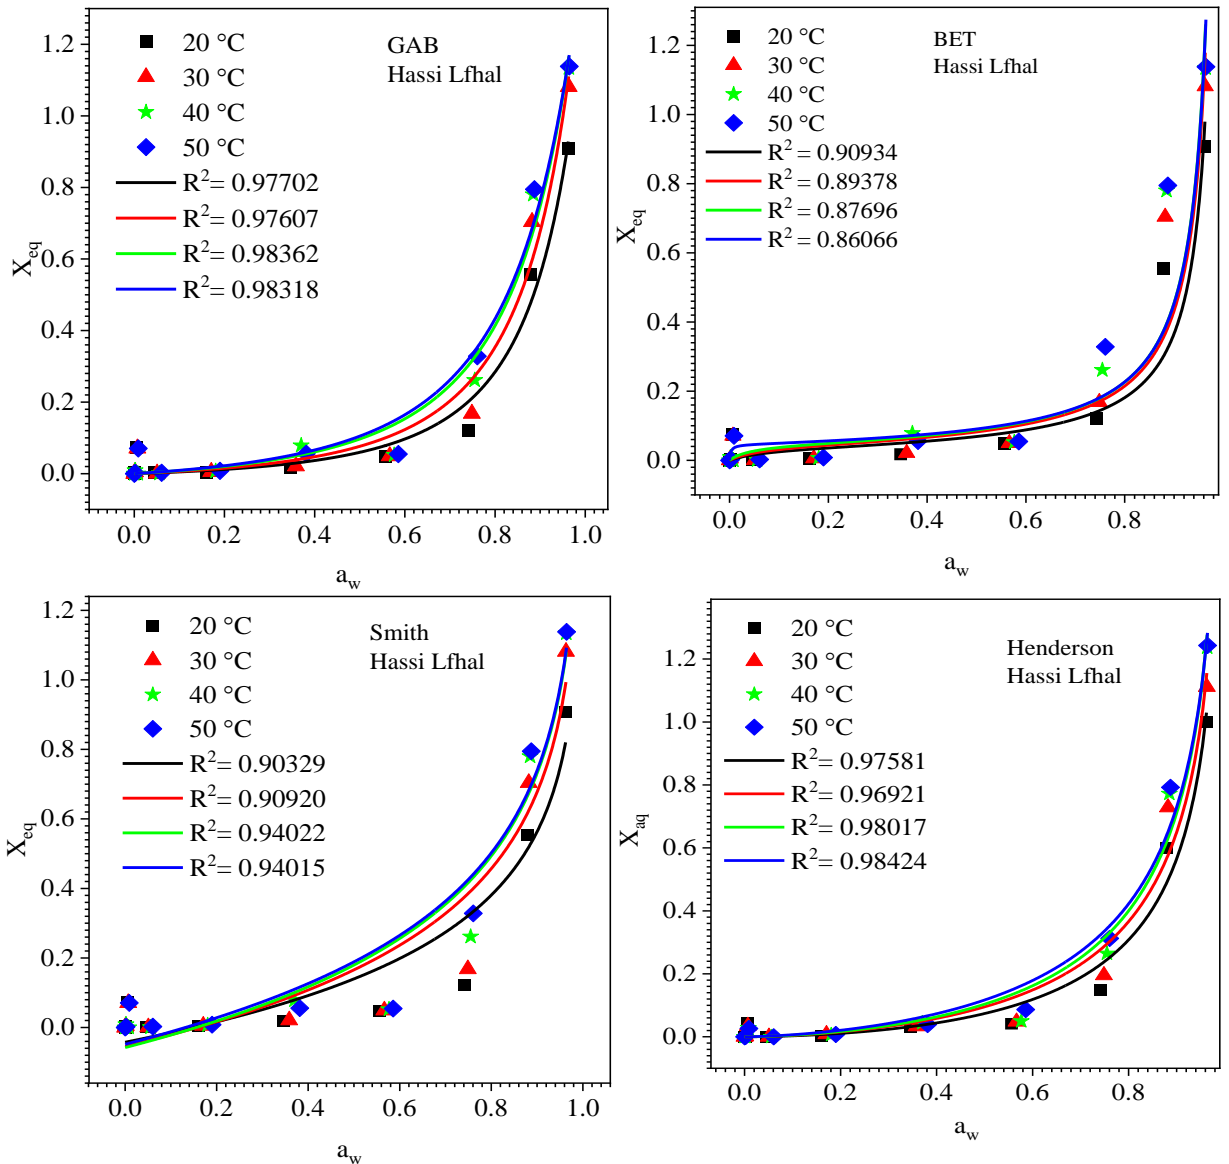 GAB
Hassi Lfhal
20 °C
30 °C
40 °C
50 °C
R²= 0.97702
R²= 0.97607
R²= 0.98362
R²= 0.98318
1.2
1.0
0.8
0.6
0.4
0.2
0.0
X_eq
0.0 0.2 0.4 0.6 0.8 1.0
a_w
BET
Hassi Lfhal
20 °C
30 °C
40 °C
50 °C
R² = 0.90934
R² = 0.89378
R² = 0.87696
R² = 0.86066
1.2
1.0
0.8
0.6
0.4
0.2
0.0
X_eq
0.0 0.2 0.4 0.6 0.8
a_w
Smith
Hassi Lfhal
20 °C
30 °C
40 °C
50 °C
R²= 0.90329
R²= 0.90920
R²= 0.94022
R²= 0.94015
1.2
1.0
0.8
0.6
0.4
0.2
0.0
X_eq
0.0 0.2 0.4 0.6 0.8 1.0
a_w
Henderson
Hassi Lfhal
20 °C
30 °C
40 °C
50 °C
R²= 0.97581
R²= 0.96921
R²= 0.98017
R²= 0.98424
1.2
1.0
0.8
0.6
0.4
0.2
0.0
X_aq
0.0 0.2 0.4 0.6 0.8
a_w